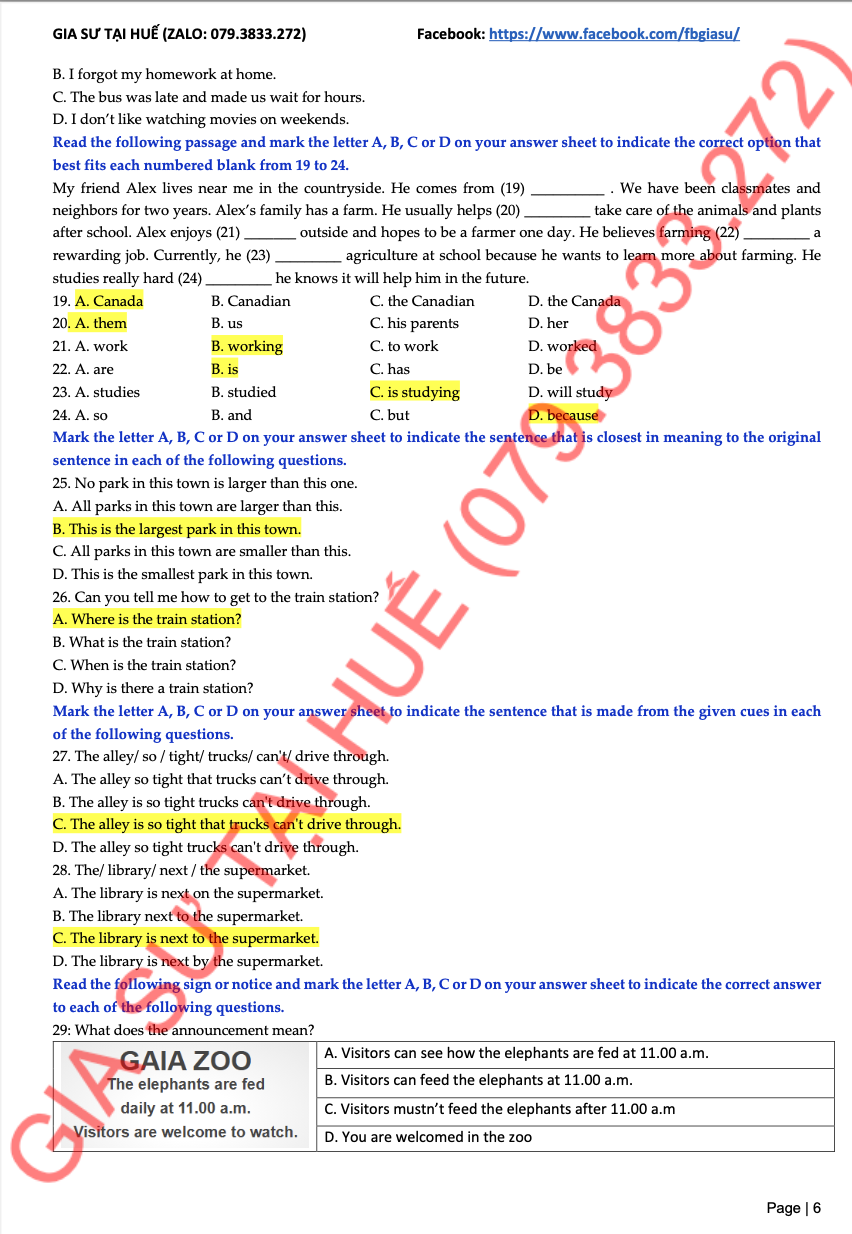 GIA SƯ TẠI HUẾ (ZALO: 079.3833.272) Facebook: https://www.facebook.com/fbgiasu/
B. I forgot my homework at home.
C. The bus was late and made us wait for hours.
D. I don’t like watching movies on weekends.
Read the following passage and mark the letter A, B, C or D on your answer sheet to indicate the correct option that
best fits each numbered blank from 19 to 24.
My friend Alex lives near me in the countryside. He comes from (19) __________ . We have been classmates and
neighbors for two years. Alex’s family has a farm. He usually helps (20) _________ take care of the animals and plants
after school. Alex enjoys (21) _______ outside and hopes to be a farmer one day. He believes farming (22) _________ a
rewarding job. Currently, he (23) _________ agriculture at school because he wants to learn more about farming. He
studies really hard (24) _________ he knows it will help him in the future.
19. A. Canada B. Canadian C. the Canadian D. the Canada
20. A. them B. us C. his parents D. her
21. A. work B. working C. to work D. worked
22. A. are B. is C. has D. be
23. A. studies B. studied C. is studying D. will study
24. A. so B. and C. but D. because
Mark the letter A, B, C or D on your answer sheet to indicate the sentence that is closest in meaning to the original
sentence in each of the following questions.
25. No park in this town is larger than this one.
A. All parks in this town are larger than this.
B. This is the largest park in this town.
C. All parks in this town are smaller than this.
D. This is the smallest park in this town.
26. Can you tell me how to get to the train station?
A. Where is the train station?
B. What is the train station?
C. When is the train station?
D. Why is there a train station?
Mark the letter A, B, C or D on your answer sheet to indicate the sentence that is made from the given cues in each
of the following questions.
27. The alley/ so / tight/ trucks/ can't/ drive through.
A. The alley so tight that trucks can’t drive through.
B. The alley is so tight trucks can't drive through.
C. The alley is so tight that trucks can't drive through.
D. The alley so tight trucks can't drive through.
28. The/ library/ next / the supermarket.
A. The library is next on the supermarket.
B. The library next to the supermarket.
C. The library is next to the supermarket.
D. The library is next by the supermarket.
Read the following sign or notice and mark the letter A, B, C or D on your answer sheet to indicate the correct answer
to each of the following questions.
29: What does the announcement mean?
GAIA ZOO
The elephants are fed
daily at 11.00 a.m.
Visitors are welcome to watch.
A. Visitors can see how the elephants are fed at 11.00 a.m.
B. Visitors can feed the elephants at 11.00 a.m.
C. Visitors mustn’t feed the elephants after 11.00 a.m
D. You are welcomed in the zoo
Page | 6
GIA SƯ TẠI HUẾ (079.3833.272)